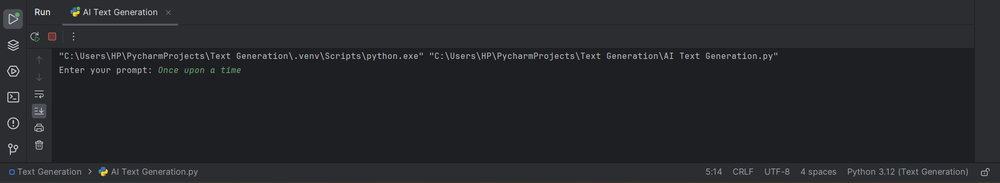 Run AI Text Generation
"C:\Users\HP\PycharmProjects\Text Generation\.venv\Scripts\python.exe" "C:\Users\HP\PycharmProjects\Text Generation\AI Text Generation.py"
Enter your prompt: Once upon a time
Text Generation > AI Text Generation.py 5:14 CRLF UTF-8 4 spaces Python 3.12 (Text Generation)